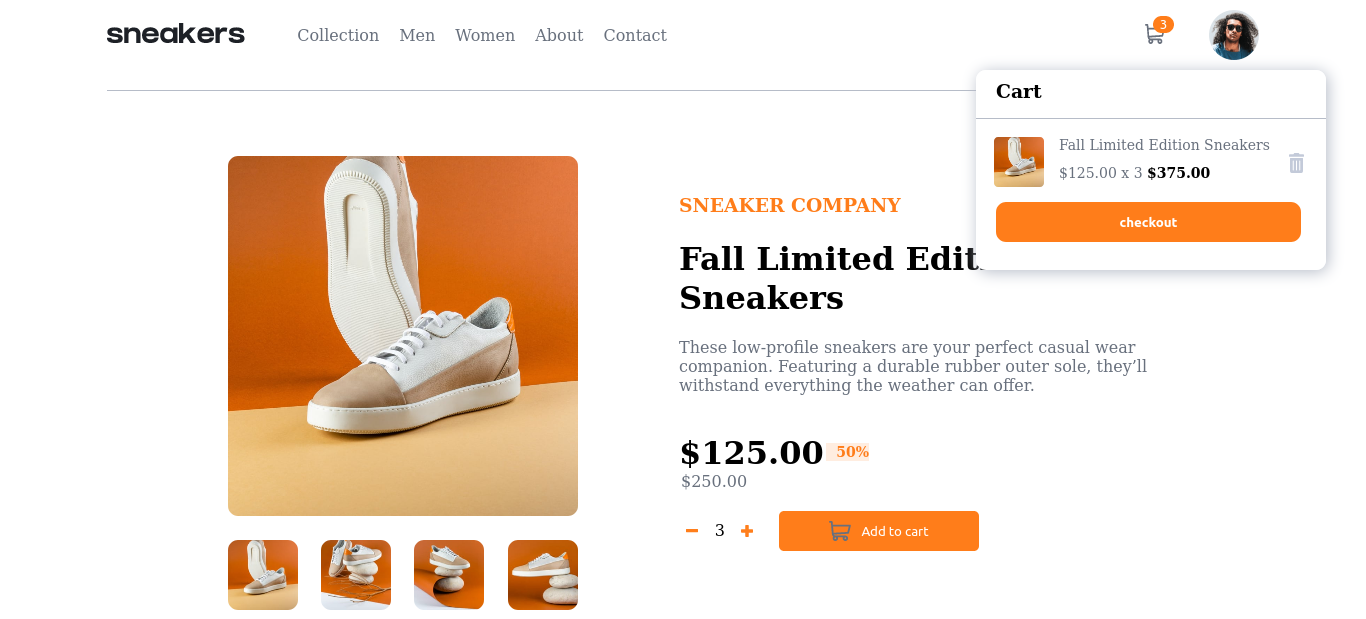 sneakers
Collection Men Women About Contact
3
Cart
Fall Limited Edition Sneakers
$125.00 x 3 $375.00
checkout
SNEAKER COMPANY
Fall Limited Edit
Sneakers
These low-profile sneakers are your perfect casual wear
companion. Featuring a durable rubber outer sole, they’ll
withstand everything the weather can offer.
$125.00 50%
$250.00
3
Add to cart